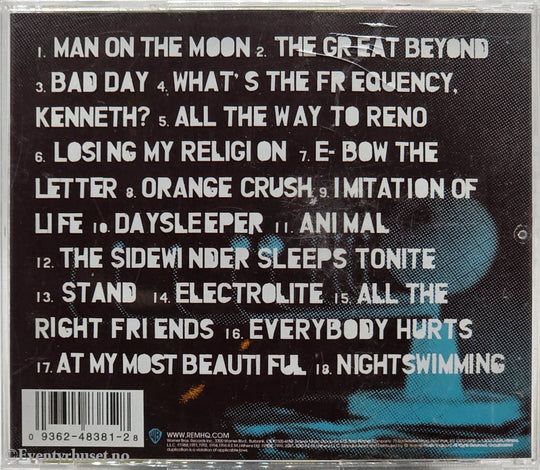 1. MAN ON THE MOON 2. THE GREAT BEYOND
3. BAD DAY 4. WHAT'S THE FREQUENCY,
KENNETH? 5. ALL THE WAY TO RENO
6. LOSING MY RELIGION 7. E-BOW THE
LETTER 8. ORANGE CRUSH 9. IMITATION OF
LIFE 10. DAYSLEEPER 11. ANIMAL
12. THE SIDEWINDER SLEEPS TONITE
13. STAND 14. ELECTROLITE 15. ALL THE
RIGHT FRIENDS 16. EVERYBODY HURTS
17. AT MY MOST BEAUTIFUL 18. NIGHTSWIMMING
0 9362-48381-2 8
WWW.REMHQ.COM
© Eventyrhuset.no